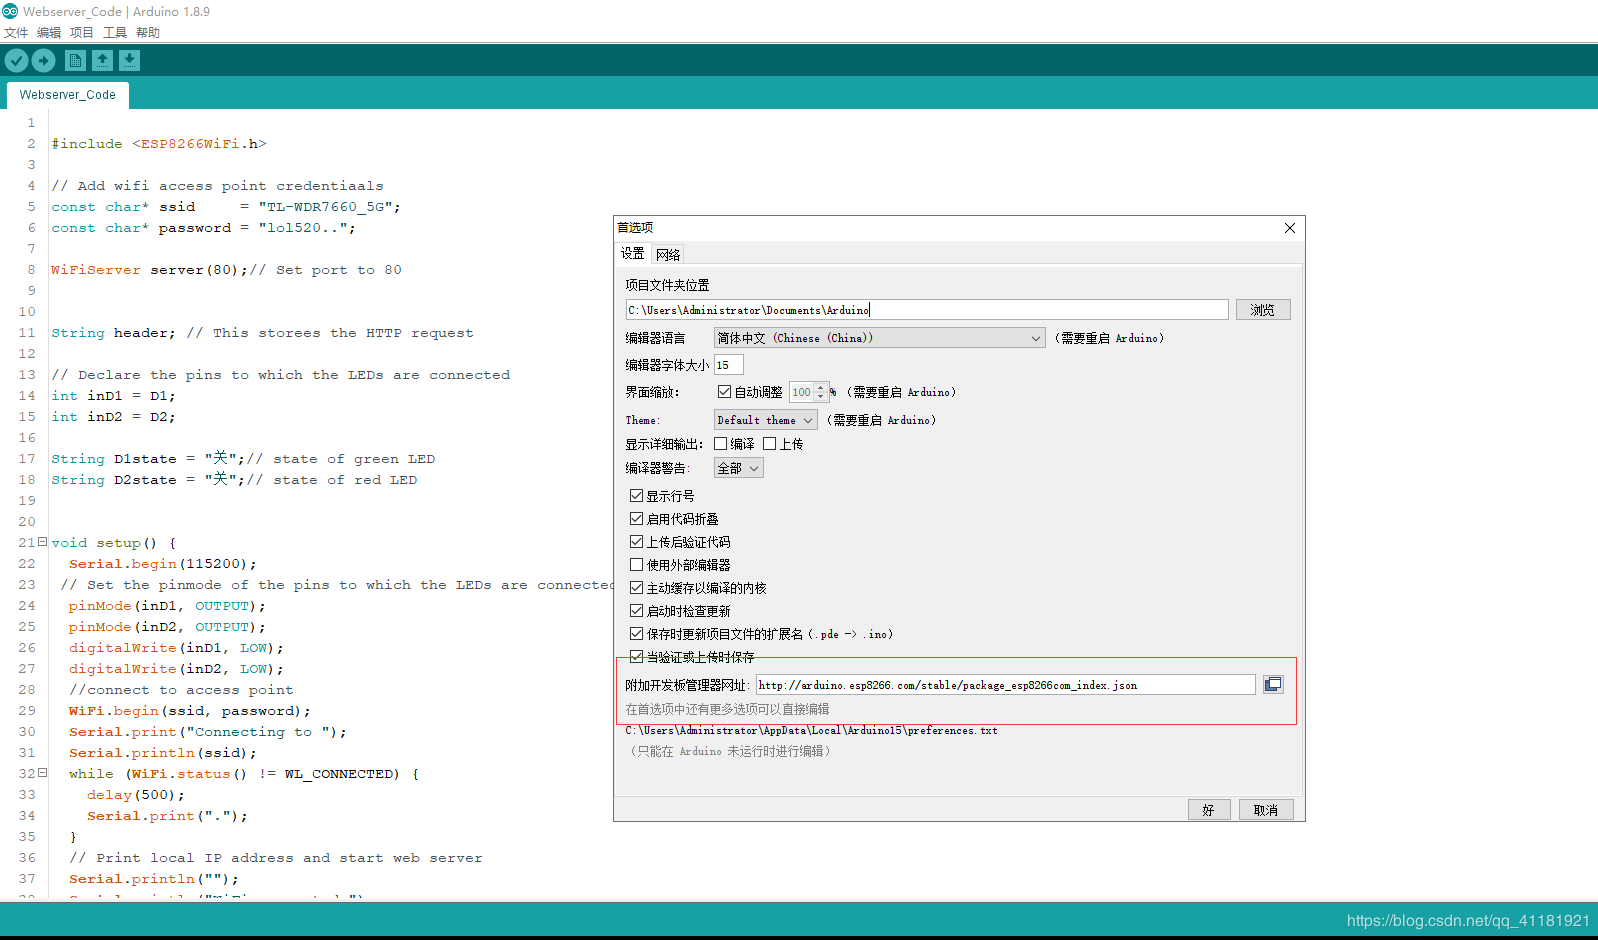 Webserver_Code | Arduino 1.8.9
文件 编辑 项目 工具 帮助
Webserver_Code
1
2 #include <ESP8266WiFi.h>
3
4 // Add wifi access point credentiaals
5 const char* ssid     = "TL-WDR7660_5G";
6 const char* password = "lol520..";
7
8 WiFiServer server(80);// Set port to 80
9
10
11 String header; // This storees the HTTP request
12
13 // Declare the pins to which the LEDs are connected
14 int inD1 = D1;
15 int inD2 = D2;
16
17 String D1state = "关";// state of green LED
18 String D2state = "关";// state of red LED
19
20
21 void setup() {
22   Serial.begin(115200);
23  // Set the pinmode of the pins to which the LEDs are connected
24   pinMode(inD1, OUTPUT);
25   pinMode(inD2, OUTPUT);
26   digitalWrite(inD1, LOW);
27   digitalWrite(inD2, LOW);
28   //connect to access point
29   WiFi.begin(ssid, password);
30   Serial.print("Connecting to ");
31   Serial.println(ssid);
32   while (WiFi.status() != WL_CONNECTED) {
33     delay(500);
34     Serial.print(".");
35   }
36   // Print local IP address and start web server
37   Serial.println("");
首选项
设置 网络
项目文件夹位置
C:\Users\Administrator\Documents\Arduino 浏览
编辑器语言 简体中文 (Chinese (China)) （需要重启 Arduino）
编辑器字体大小 15
界面缩放： 自动调整 100 % （需要重启 Arduino）
Theme: Default theme （需要重启 Arduino）
显示详细输出： 编译 上传
编译器警告: 全部
显示行号
启用代码折叠
上传后验证代码
使用外部编辑器
主动缓存以编译的内核
启动时检查更新
保存时更新项目文件的扩展名（.pde -> .ino）
当验证或上传时保存
附加开发板管理器网址: http://arduino.esp8266.com/stable/package_esp8266com_index.json
在首选项中还有更多选项可以直接编辑
C:\Users\Administrator\AppData\Local\Arduino15\preferences.txt
（只能在 Arduino 未运行时进行编辑）
好 取消
https://blog.csdn.net/qq_41181921